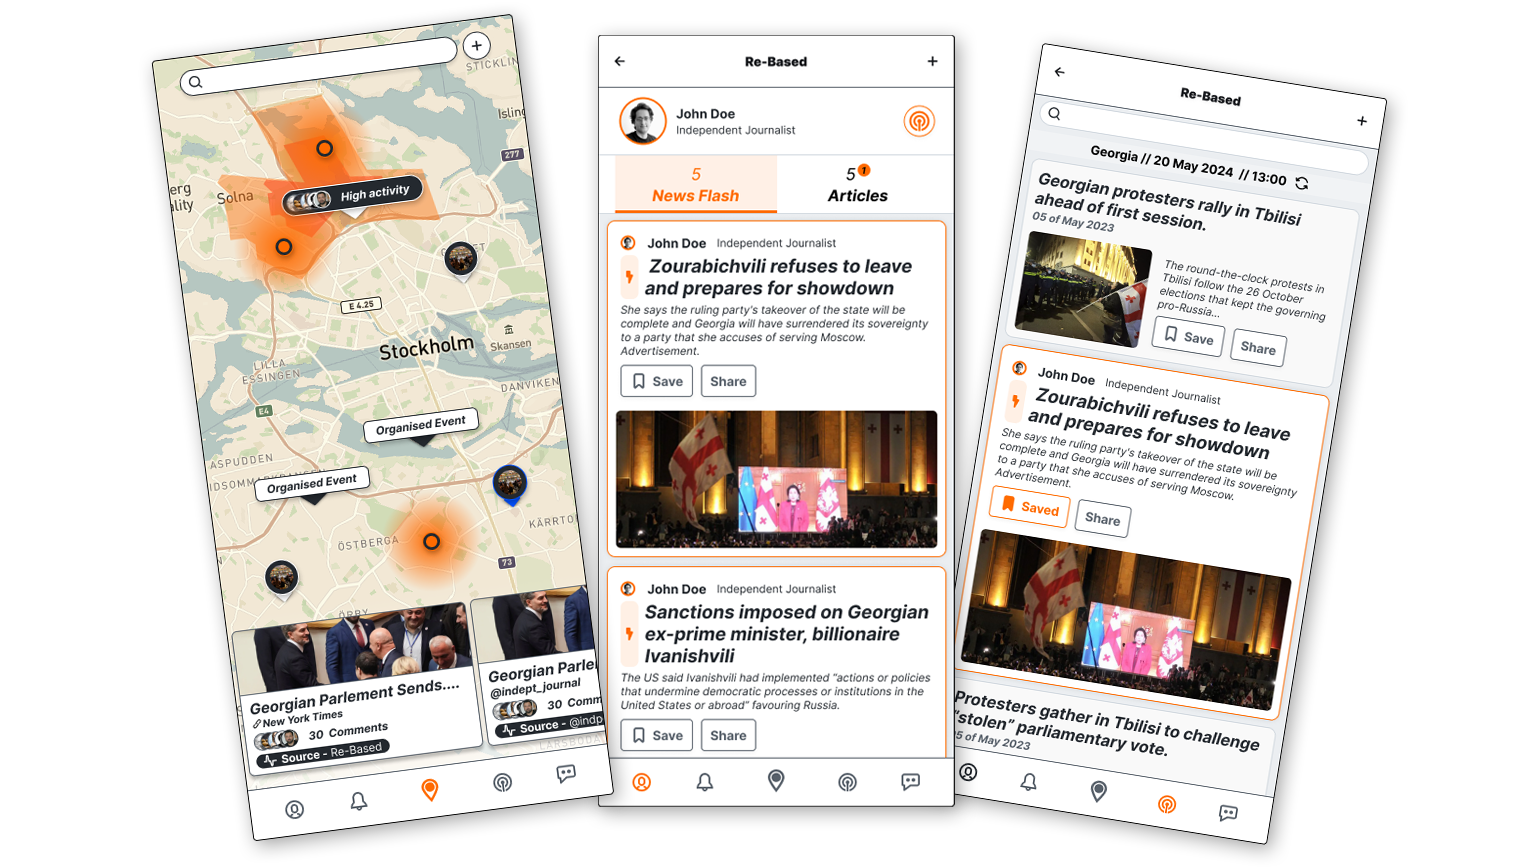 STICKLIN
Islin
277
erg
ality
Solna
High activity
E 4.25
Stockholm
Skansen
LILLA
ESSINGEN
DANVIKEN
E4
Organised Event
ASPUDDEN
Organised Event
KÄRRTO
ÖSTBERGA
73
ÖRBY
Georgian Parlement Sends....
New York Times
30 Comments
Source - Re-Based
Georgian Parle
@indept_journal
30 Comm
Source - @indp
Re-Based
John Doe
Independent Journalist
5
News Flash
5 1
Articles
John Doe Independent Journalist
Zourabichvili refuses to leave
and prepares for showdown
She says the ruling party's takeover of the state will be
complete and Georgia will have surrendered its sovereignty
to a party that she accuses of serving Moscow.
Advertisement.
Save Share
John Doe Independent Journalist
Sanctions imposed on Georgian
ex-prime minister, billionaire
Ivanishvili
The US said Ivanishvili had implemented “actions or policies
that undermine democratic processes or institutions in the
United States or abroad” favouring Russia.
Save Share
Re-Based
Georgia // 20 May 2024 // 13:00
Georgian protesters rally in Tbilisi
ahead of first session.
05 of May 2023
The round-the-clock protests in
Tbilisi follow the 26 October
elections that kept the governing
pro-Russia...
Save Share
John Doe Independent Journalist
Zourabichvili refuses to leave
and prepares for showdown
She says the ruling party's takeover of the state will be
complete and Georgia will have surrendered its sovereignty
to a party that she accuses of serving Moscow.
Advertisement.
Saved Share
Protesters gather in Tbilisi to challenge
“stolen” parliamentary vote.
5 of May 2023